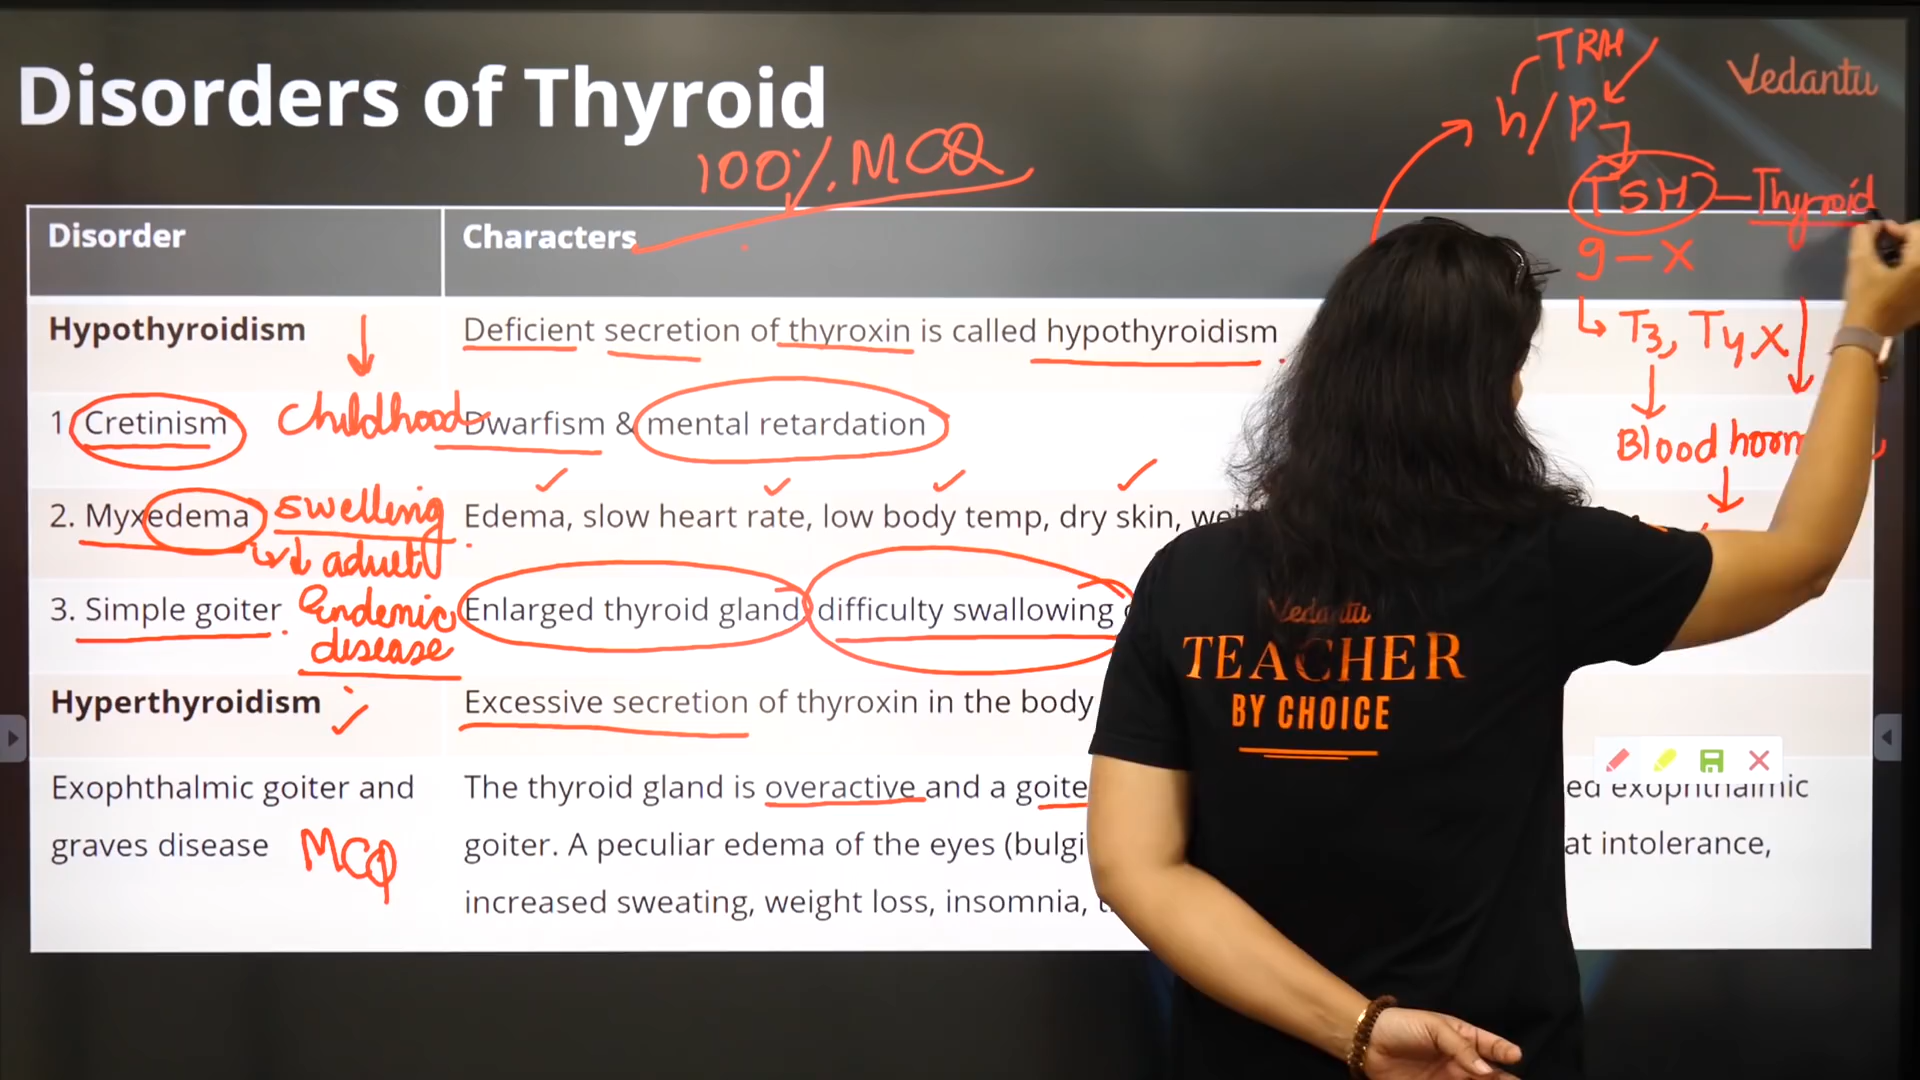 Disorders of Thyroid
100% MCQ
TRH
h/p
Vedantu
TSH — Thyroid
g — X
T3, T4 X
Blood
Disorder
Characters
Hypothyroidism
Deficient secretion of thyroxin is called hypothyroidism
1. Cretinism
Childhood
Dwarfism & mental retardation
2. Myxedema
swelling
adult
Edema, slow heart rate, low body temp, dry skin,
3. Simple goiter
Endemic
disease
Enlarged thyroid gland, difficulty swallowing
Hyperthyroidism
Excessive secretion of thyroxin in the body
Exophthalmic goiter and
graves disease
MCQ
The thyroid gland is overactive and a goite
ed exophthalmic
goiter. A peculiar edema of the eyes (bulgi
at intolerance,
increased sweating, weight loss, insomnia,
Vedantu
TEACHER
BY CHOICE